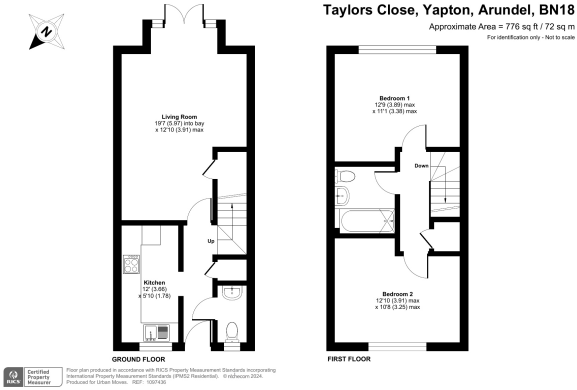 Taylors Close, Yapton, Arundel, BN18
Approximate Area = 776 sq ft / 72 sq m
For identification only - Not to scale
N
Living Room
19'7 (5.97) into bay
x 12'10 (3.91) max
Up
Kitchen
12' (3.66)
x 5'10 (1.78)
GROUND FLOOR
Bedroom 1
12'9 (3.89) max
x 11'1 (3.38) max
Down
Bedroom 2
12'10 (3.91) max
x 10'8 (3.25) max
FIRST FLOOR
RICS
Certified
Property
Measurer
Floor plan produced in accordance with RICS Property Measurement Standards incorporating
International Property Measurement Standards (IPMS2 Residential). © nichecom 2024.
Produced for Urban Moves. REF: 1097436